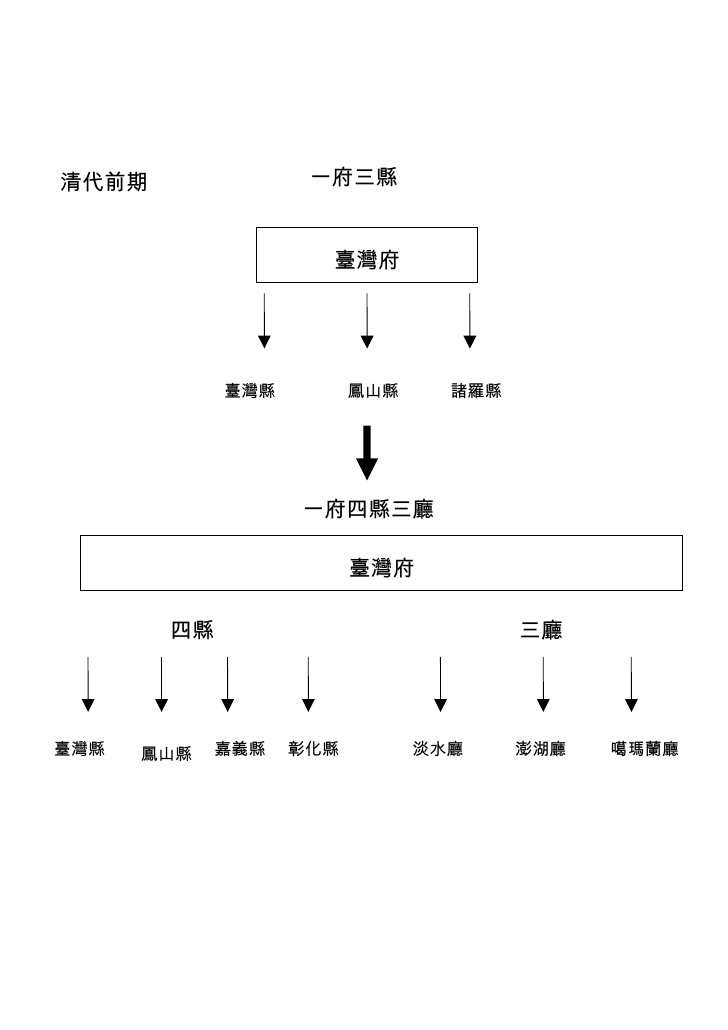 清代前期
一府三縣
臺灣府
臺灣縣 鳳山縣 諸羅縣
一府四縣三廳
臺灣府
四縣 三廳
臺灣縣 鳳山縣 嘉義縣 彰化縣 淡水廳 澎湖廳 噶瑪蘭廳